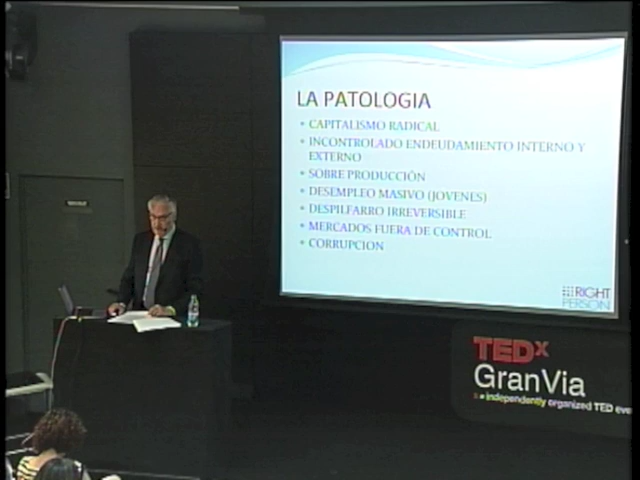 LA PATOLOGIA
CAPITALISMO RADICAL
INCONTROLADO ENDEUDAMIENTO INTERNO Y
EXTERNO
SOBRE PRODUCCIÓN
DESEMPLEO MASIVO (JOVENES)
DESPILFARRO IRREVERSIBLE
MERCADOS FUERA DE CONTROL
CORRUPCION
RIGHT
PERSON
TEDx
GranVia
independently organized TED eve